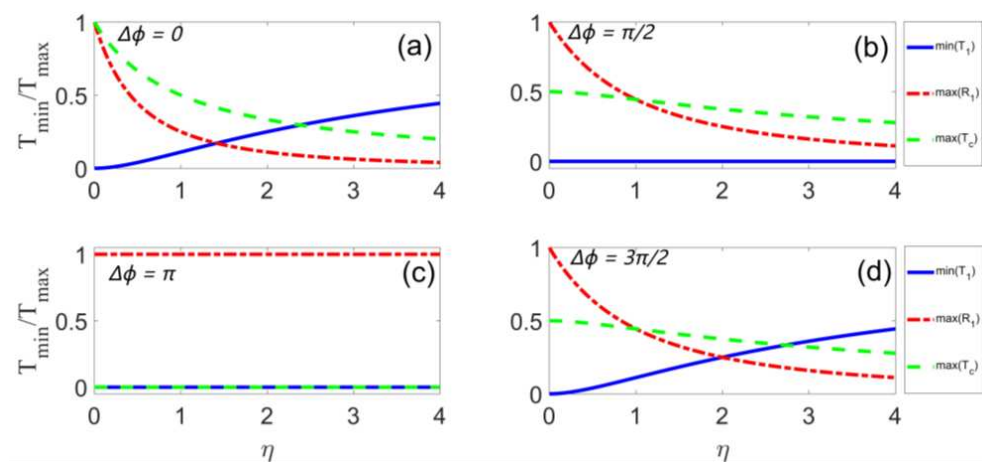 T_min/T_max
1
0.5
0
Δϕ = 0
(a)
0 1 2 3 4
1
0.5
0
Δϕ = π/2
(b)
0 1 2 3 4
min(T_1)
max(R_1)
max(T_c)
T_min/T_max
1
0.5
0
Δϕ = π
(c)
0 1 2 3 4
η
1
0.5
0
Δϕ = 3π/2
(d)
0 1 2 3 4
η
min(T_1)
max(R_1)
max(T_c)